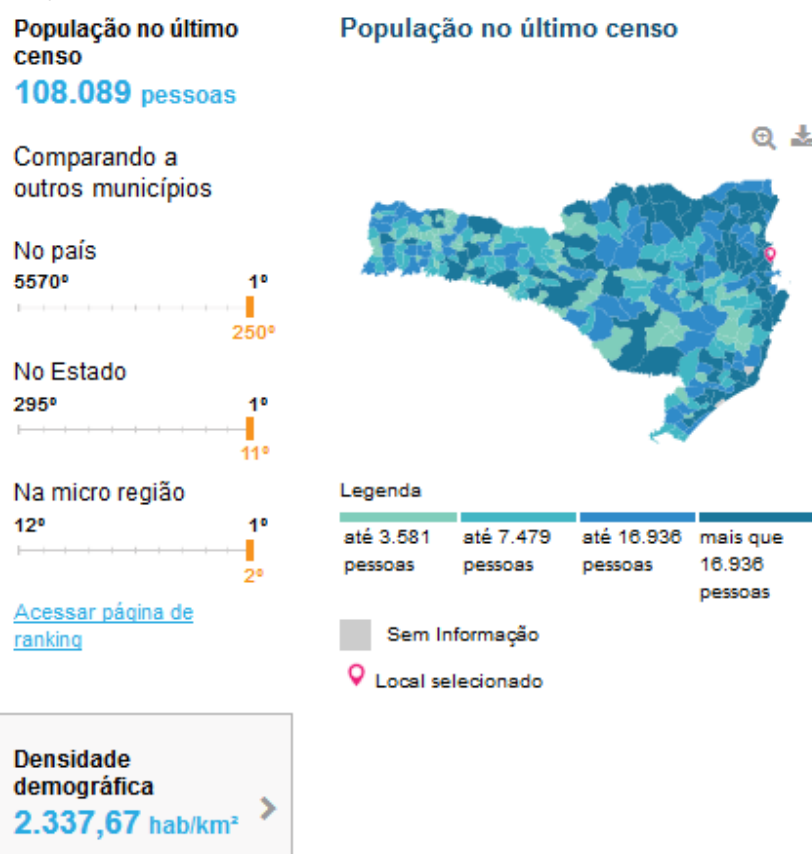 População no último
censo
108.089 pessoas
Comparando a
outros municípios
No país
5570º 1º
250º
No Estado
295º 1º
11º
Na micro região
12º 1º
2º
Acessar página de
ranking
Densidade
demográfica
2.337,67 hab/km²
População no último censo
Legenda
até 3.581
pessoas
até 7.479
pessoas
até 16.936
pessoas
mais que
16.936
pessoas
Sem Informação
Local selecionado